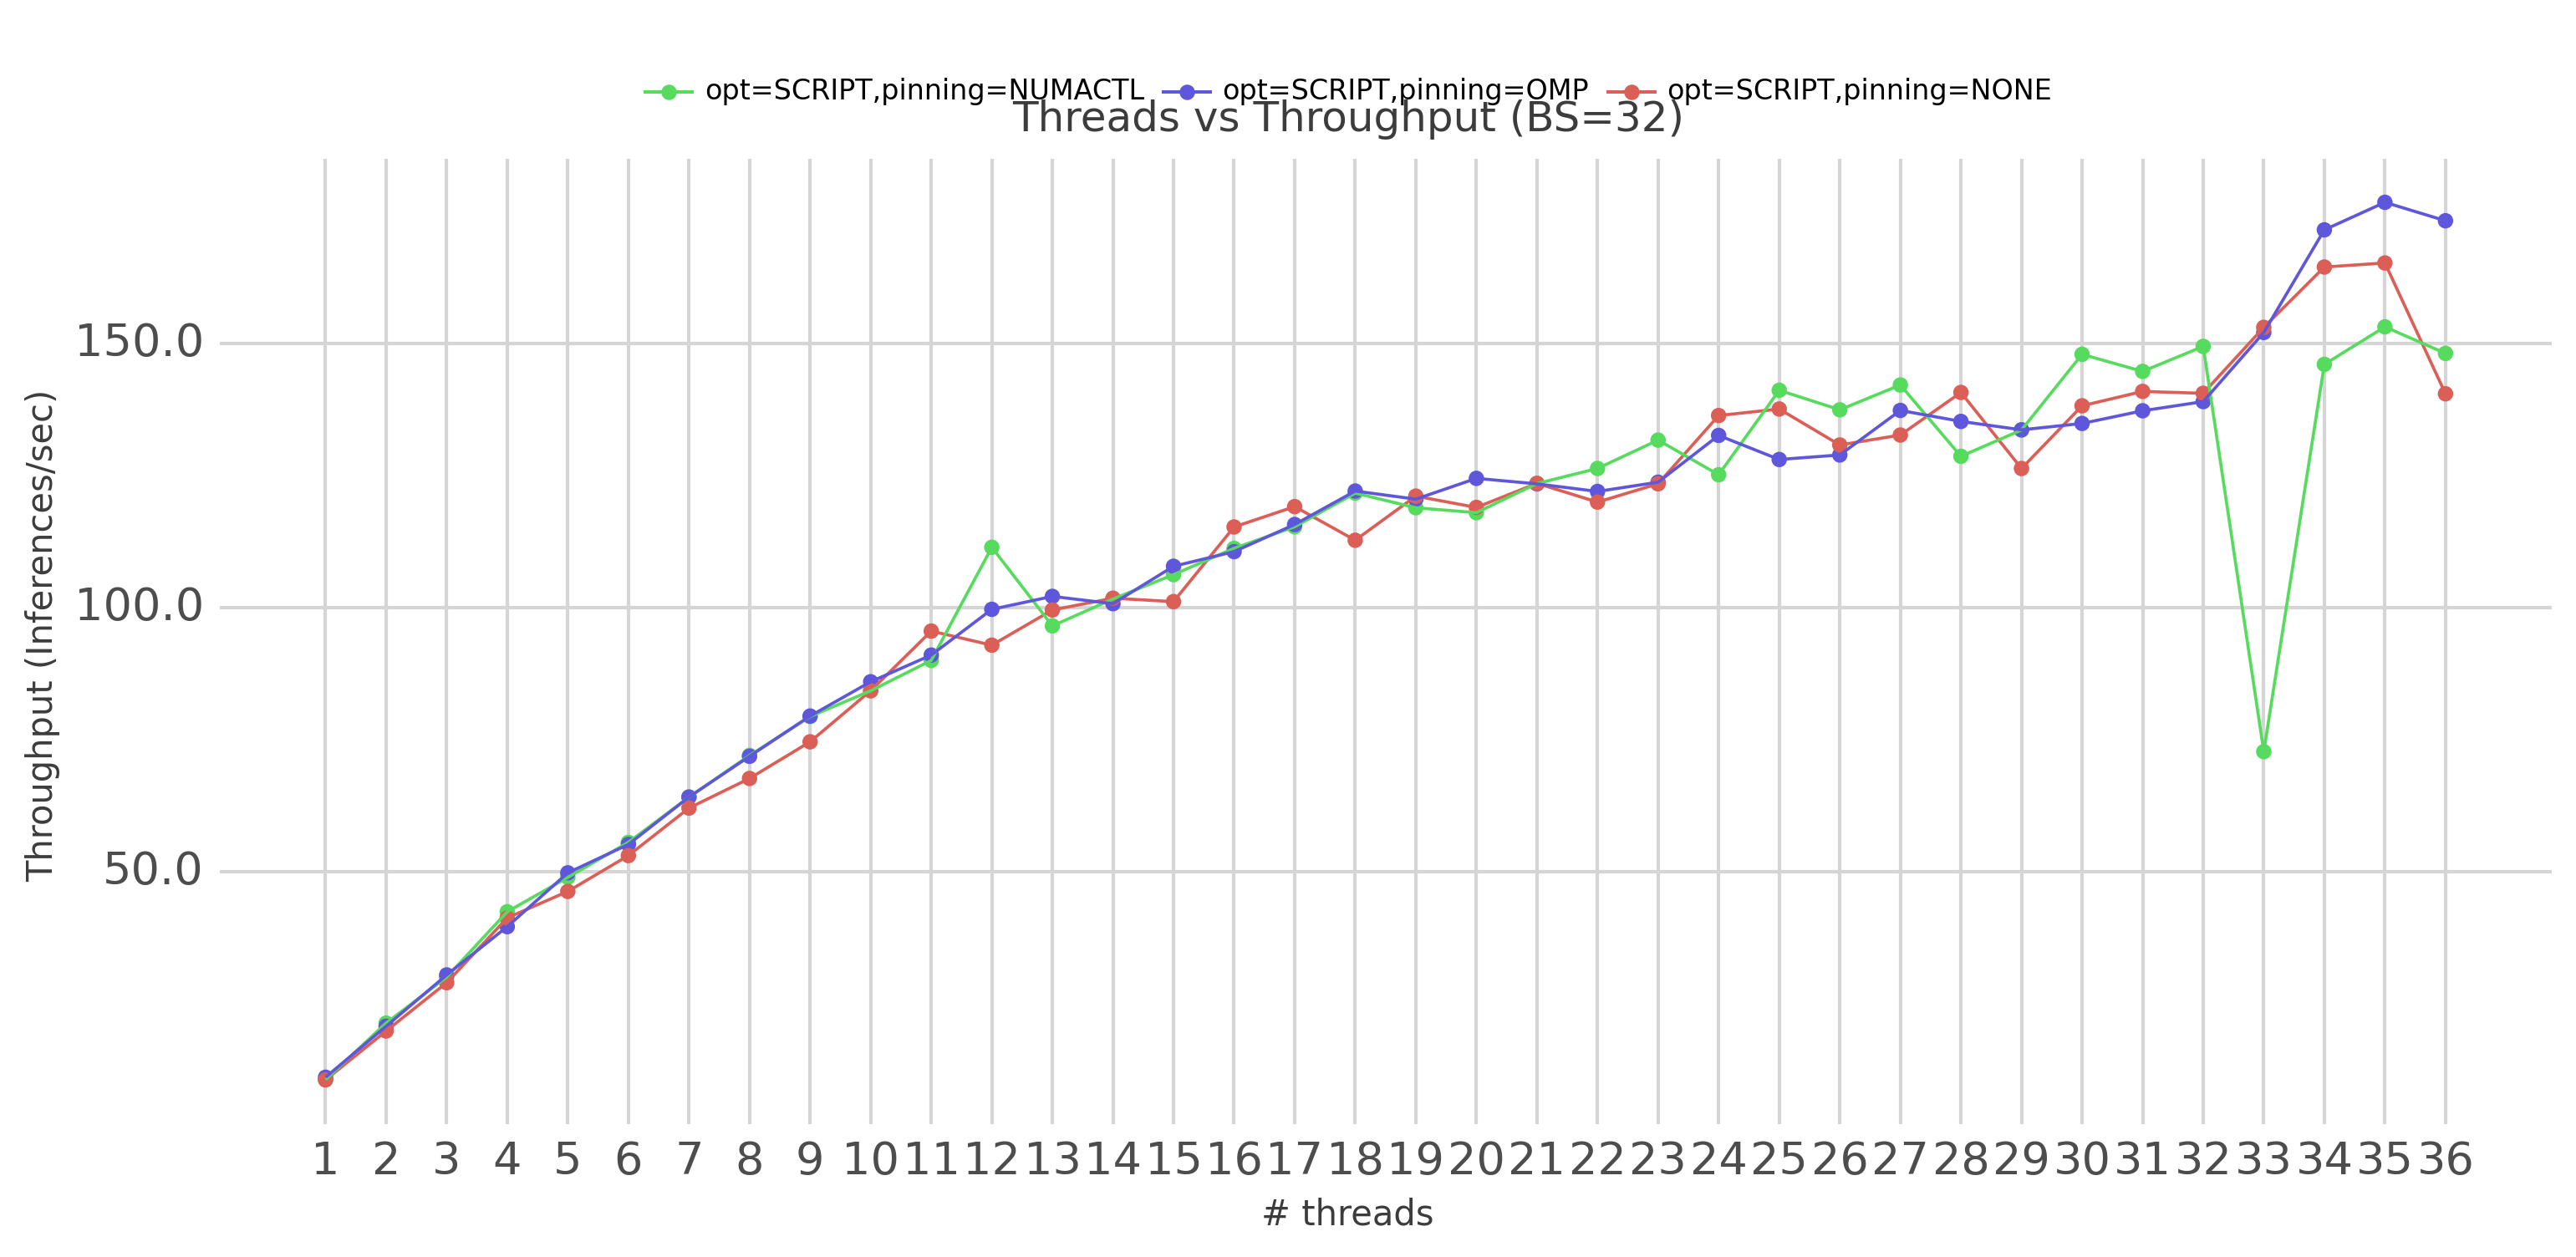 opt=SCRIPT,pinning=NUMACTL opt=SCRIPT,pinning=OMP opt=SCRIPT,pinning=NONE
Threads vs Throughput (BS=32)
Throughput (Inferences/sec)
150.0
100.0
50.0
1 2 3 4 5 6 7 8 9 10 11 12 13 14 15 16 17 18 19 20 21 22 23 24 25 26 27 28 29 30 31 32 33 34 35 36
# threads